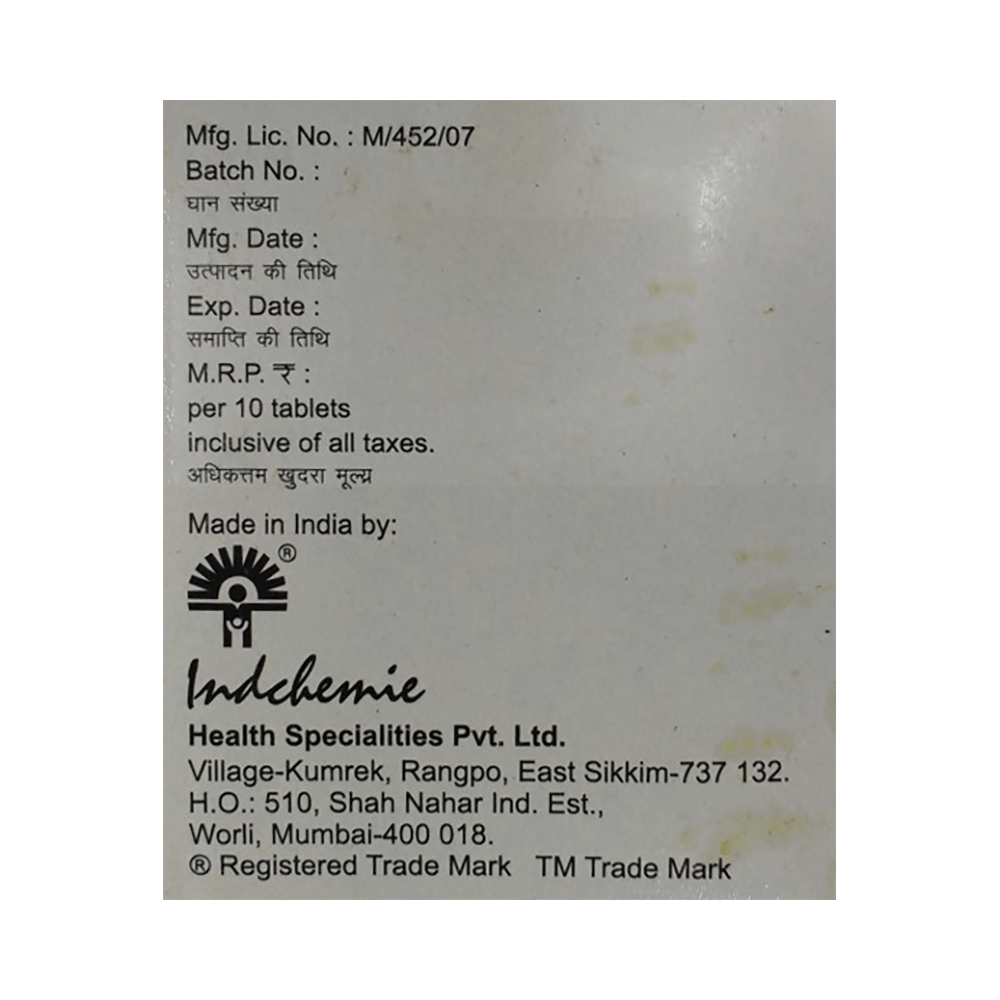 Mfg. Lic. No. : M/452/07
Batch No. :
घान संख्या
Mfg. Date :
उत्पादन की तिथि
Exp. Date :
समाप्ति की तिथि
M.R.P. ₹ :
per 10 tablets
inclusive of all taxes.
अधिकत्तम खुदरा मूल्य
Made in India by:
®
Indchemie
Health Specialities Pvt. Ltd.
Village-Kumrek, Rangpo, East Sikkim-737 132.
H.O.: 510, Shah Nahar Ind. Est.,
Worli, Mumbai-400 018.
® Registered Trade Mark TM Trade Mark